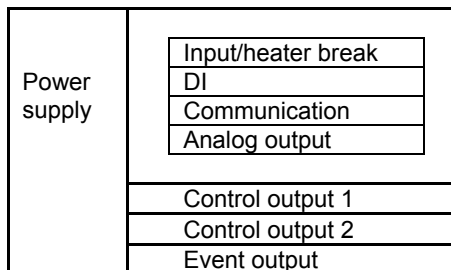 Power
supply
Input/heater break
DI
Communication
Analog output
Control output 1
Control output 2
Event output